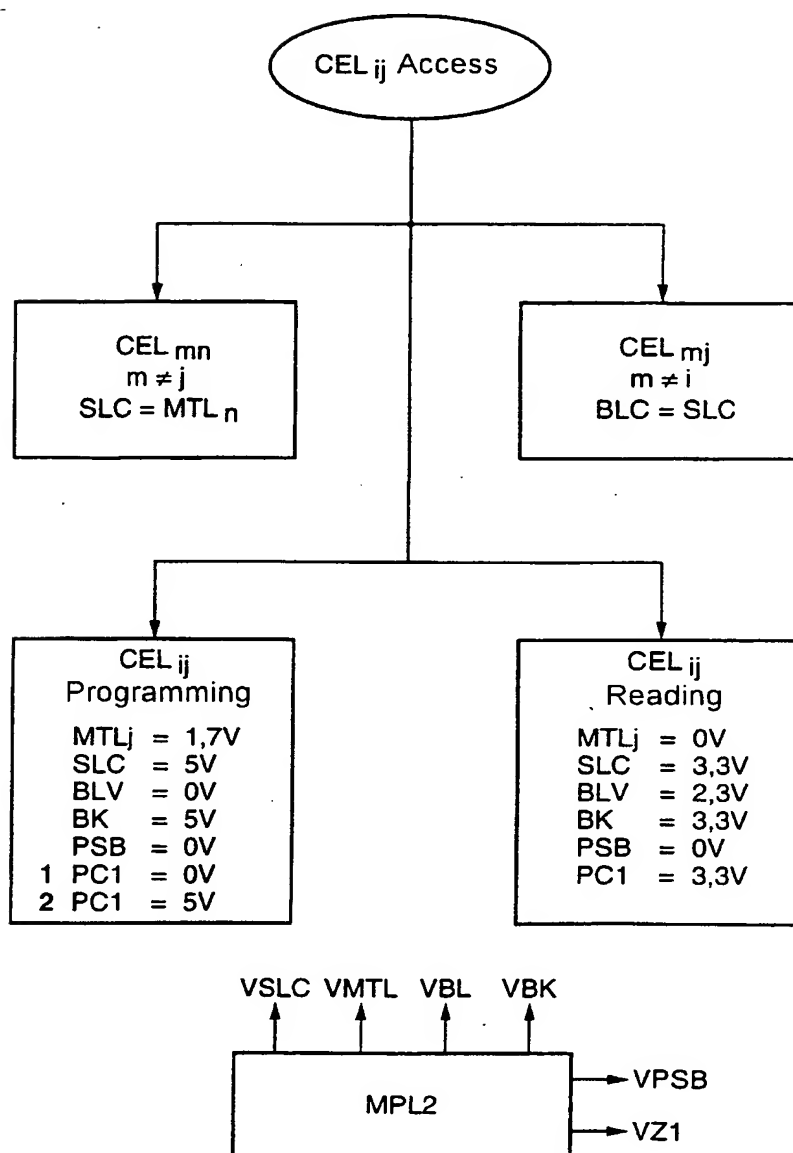 CEL ij Access
CEL mn
m ≠ j
SLC = MTL n
CEL mj
m ≠ i
BLC = SLC
CEL ij
Programming
MTLj = 1,7V
SLC = 5V
BLV = 0V
BK = 5V
PSB = 0V
1 PC1 = 0V
2 PC1 = 5V
CEL ij
Reading
MTLj = 0V
SLC = 3,3V
BLV = 2,3V
BK = 3,3V
PSB = 0V
PC1 = 3,3V
VSLC VMTL VBL VBK
MPL2
VPSB
VZ1